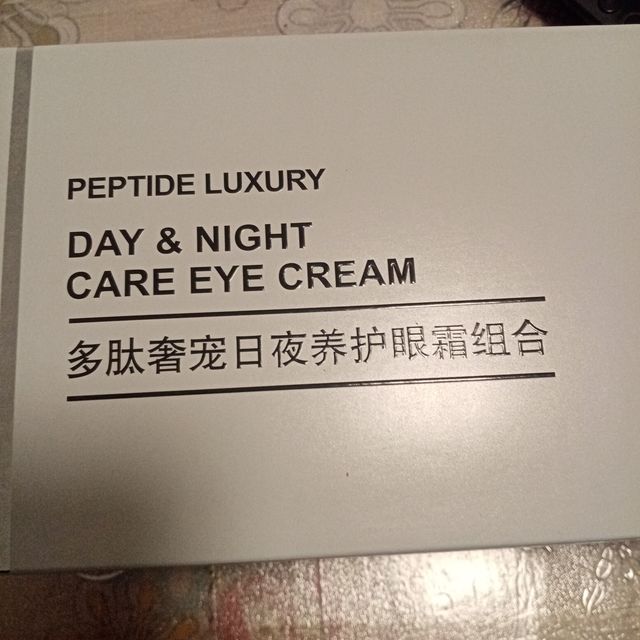 PEPTIDE LUXURY
DAY & NIGHT
CARE EYE CREAM
多肽奢宠日夜养护眼霜组合